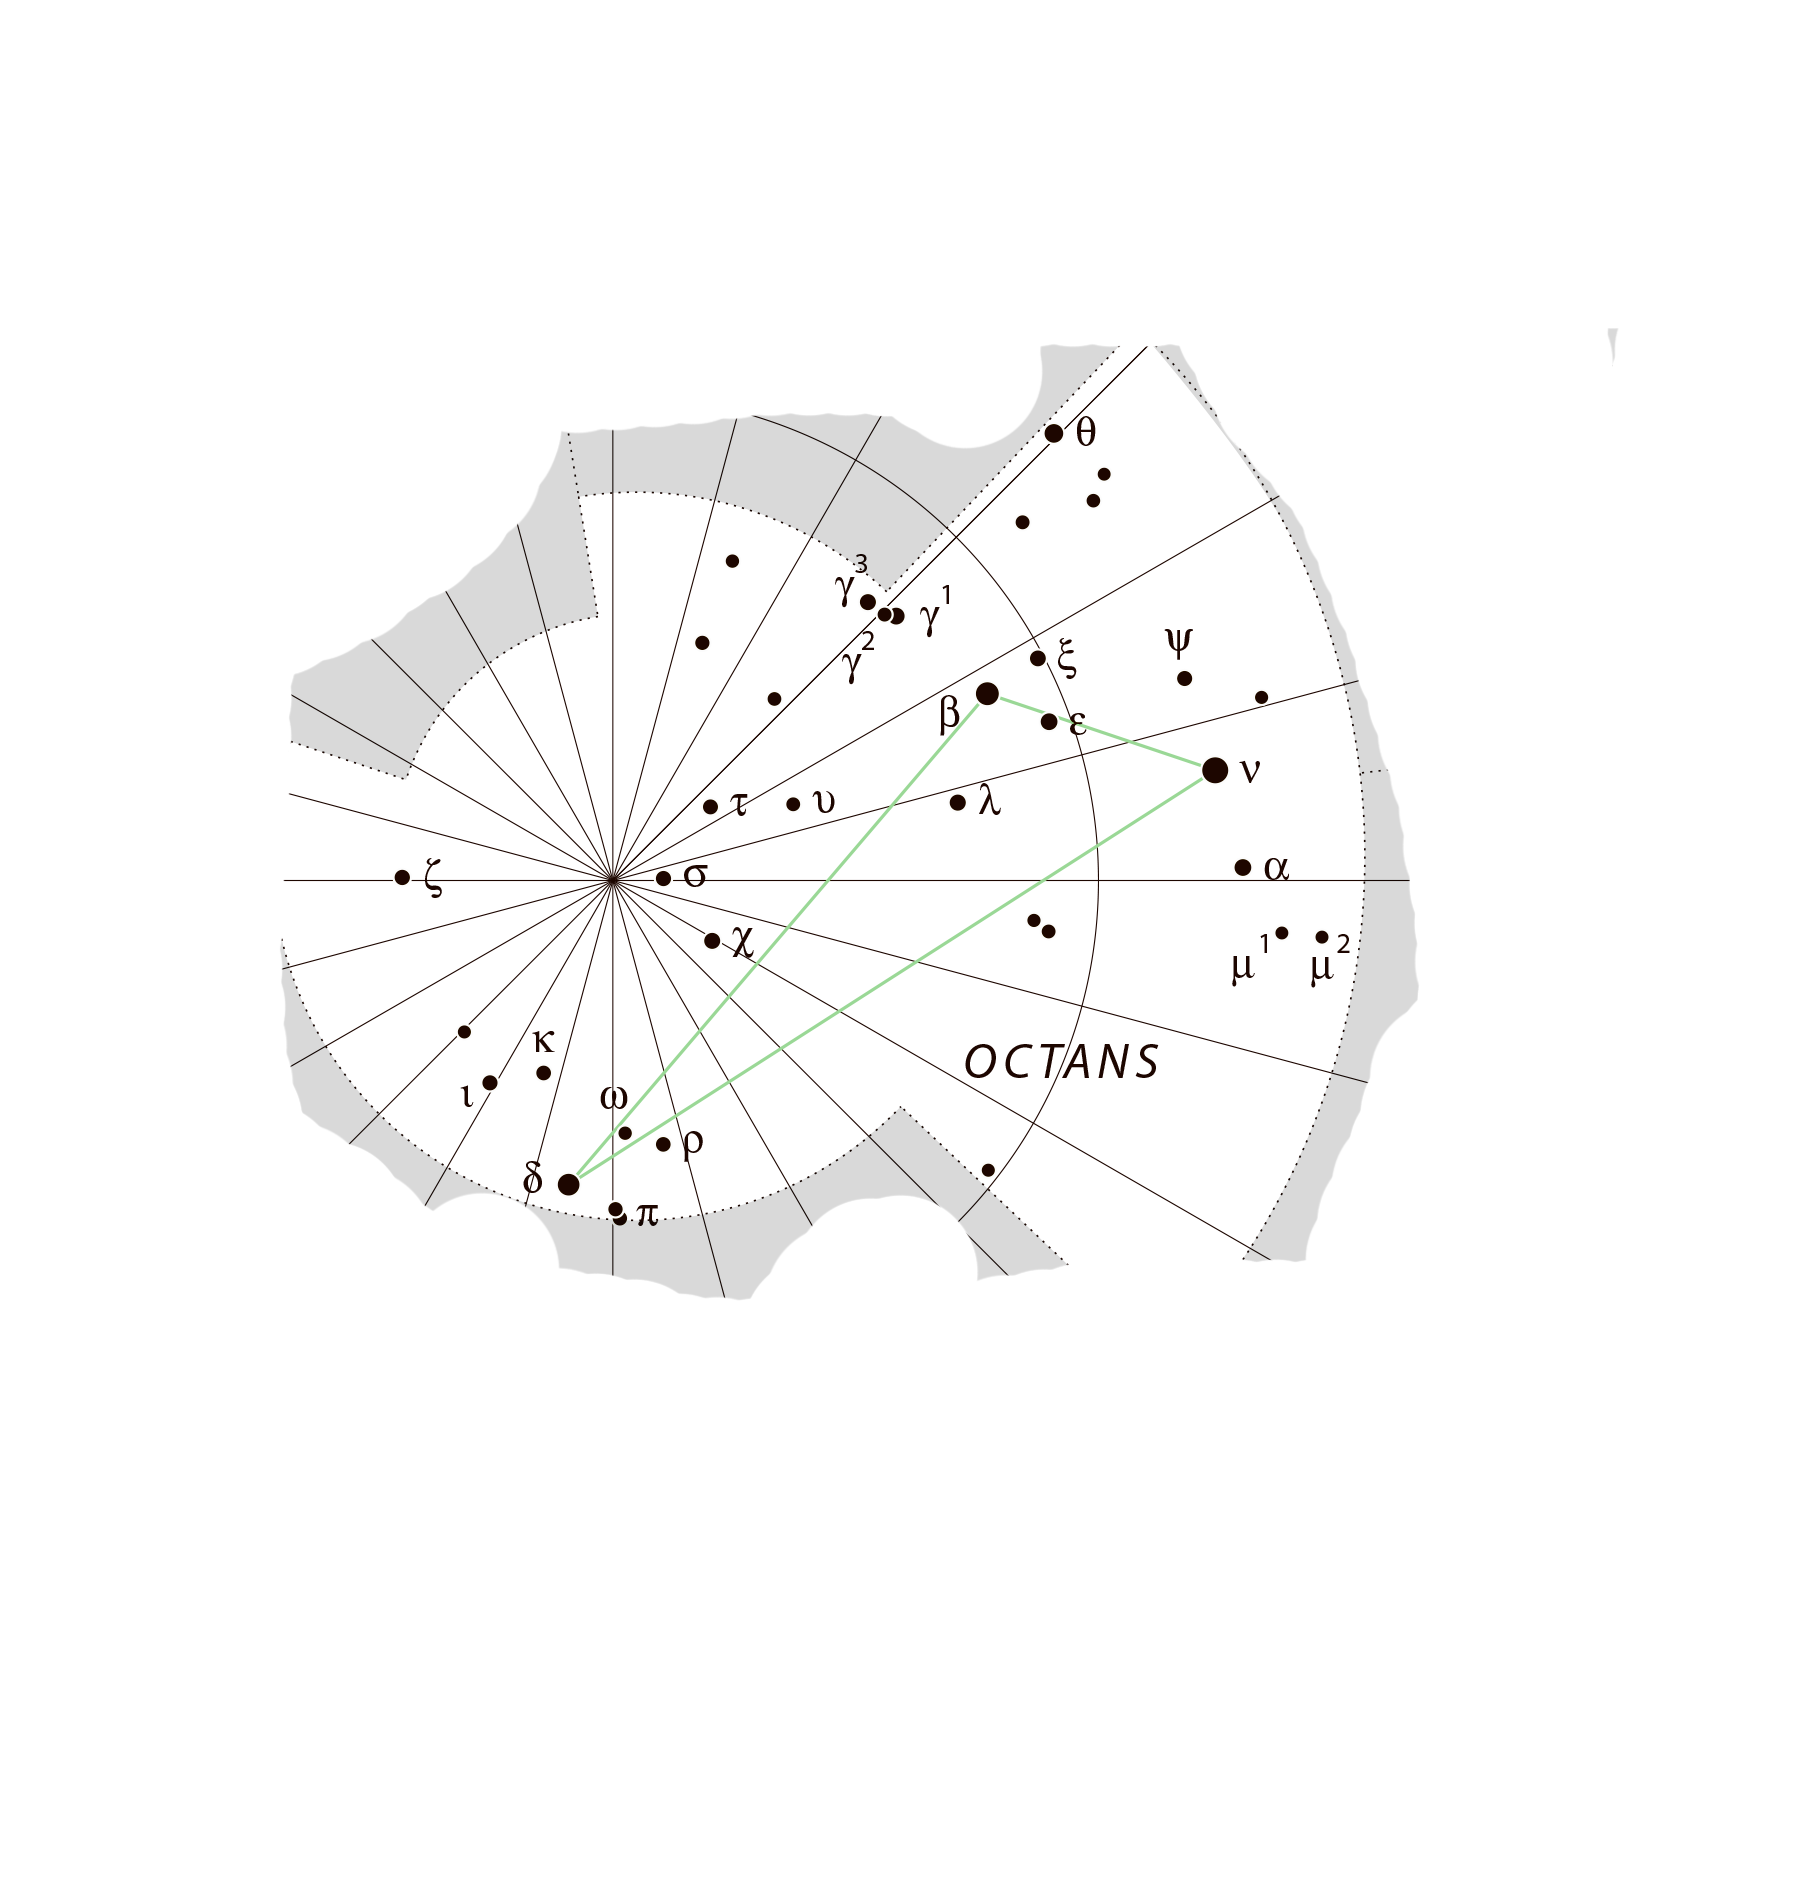 θ
γ³
γ¹
γ²
ξ
ψ
β
ε
ν
τ
υ
λ
ζ
σ
α
χ
μ¹
μ²
κ
OCTANS
ι
ω
ρ
δ
π